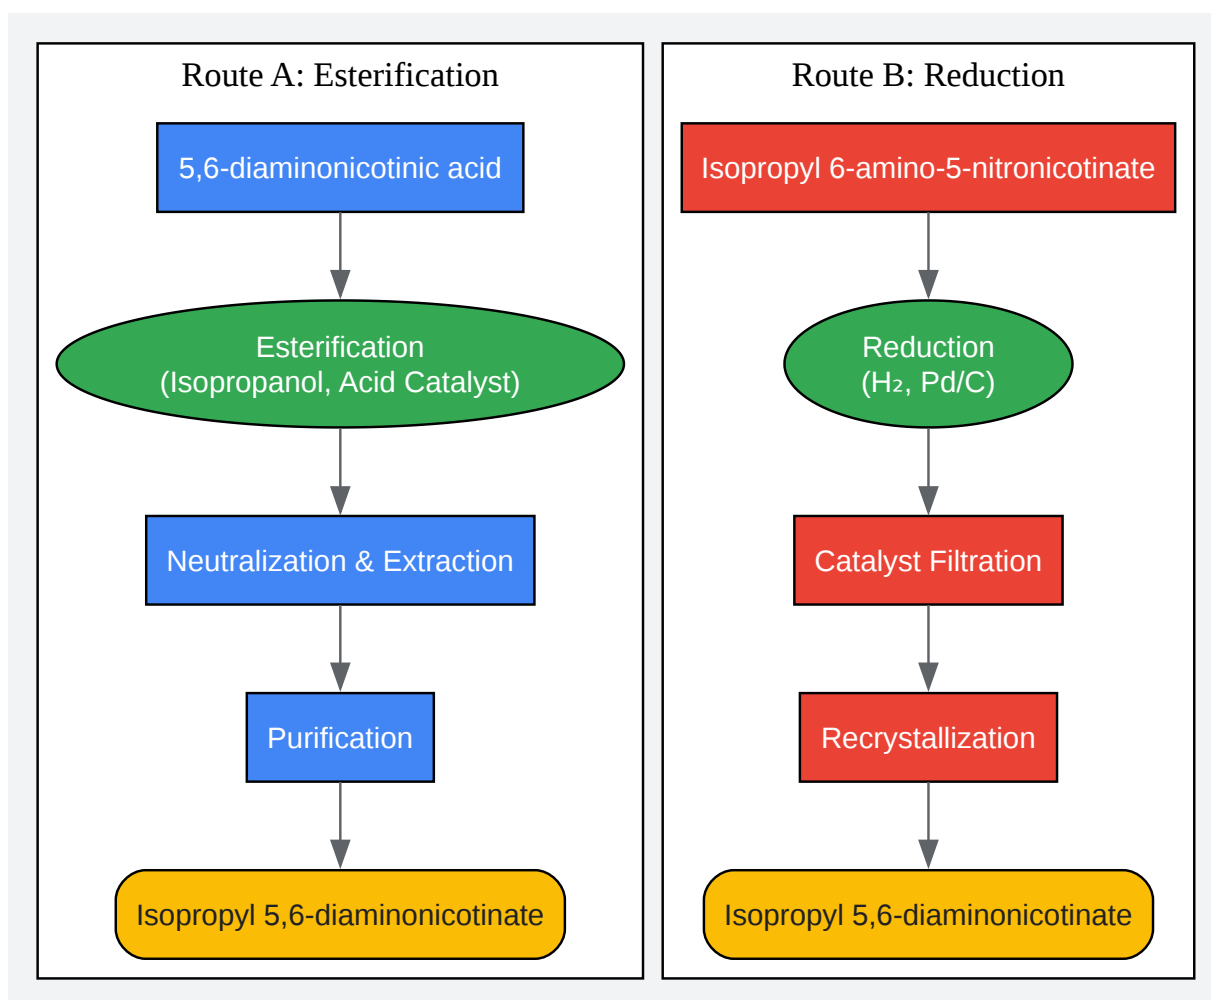 Route A: Esterification
5,6-diaminonicotinic acid
Esterification
(Isopropanol, Acid Catalyst)
Neutralization & Extraction
Purification
Isopropyl 5,6-diaminonicotinate
Route B: Reduction
Isopropyl 6-amino-5-nitronicotinate
Reduction
(H₂, Pd/C)
Catalyst Filtration
Recrystallization
Isopropyl 5,6-diaminonicotinate